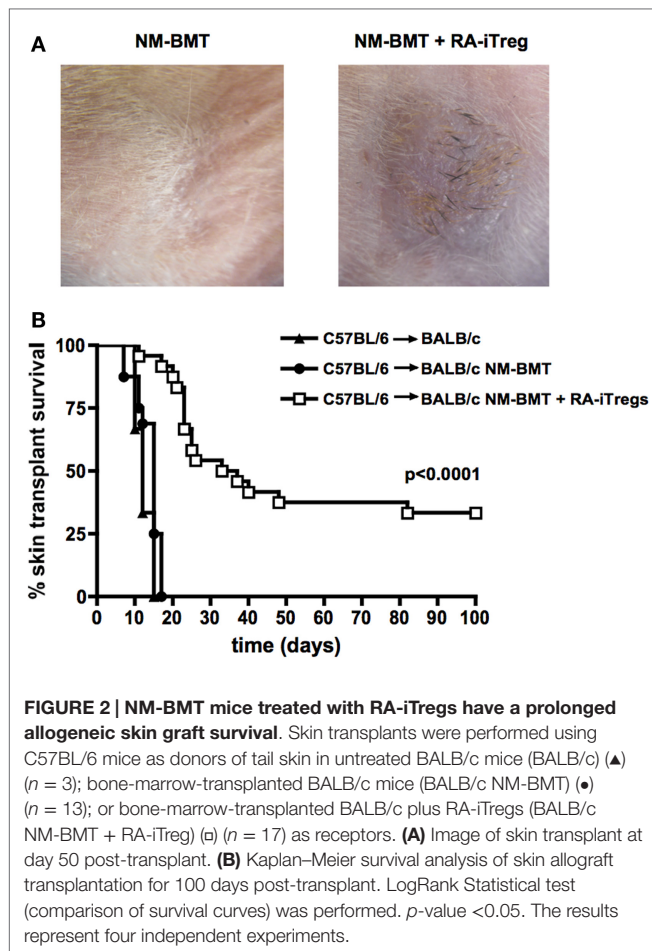 A
NM-BMT
NM-BMT + RA-iTreg
B
C57BL/6 → BALB/c
C57BL/6 → BALB/c NM-BMT
C57BL/6 → BALB/c NM-BMT + RA-iTregs
p<0.0001
% skin transplant survival
100
75
50
25
0
0 10 20 30 40 50 60 70 80 90 100
time (days)
FIGURE 2 | NM-BMT mice treated with RA-iTregs have a prolonged
allogeneic skin graft survival. Skin transplants were performed using
C57BL/6 mice as donors of tail skin in untreated BALB/c mice (BALB/c) (▲)
(n = 3); bone-marrow-transplanted BALB/c mice (BALB/c NM-BMT) (●)
(n = 13); or bone-marrow-transplanted BALB/c plus RA-iTregs (BALB/c
NM-BMT + RA-iTreg) (□) (n = 17) as receptors. (A) Image of skin transplant at
day 50 post-transplant. (B) Kaplan–Meier survival analysis of skin allograft
transplantation for 100 days post-transplant. LogRank Statistical test
(comparison of survival curves) was performed. p-value <0.05. The results
represent four independent experiments.